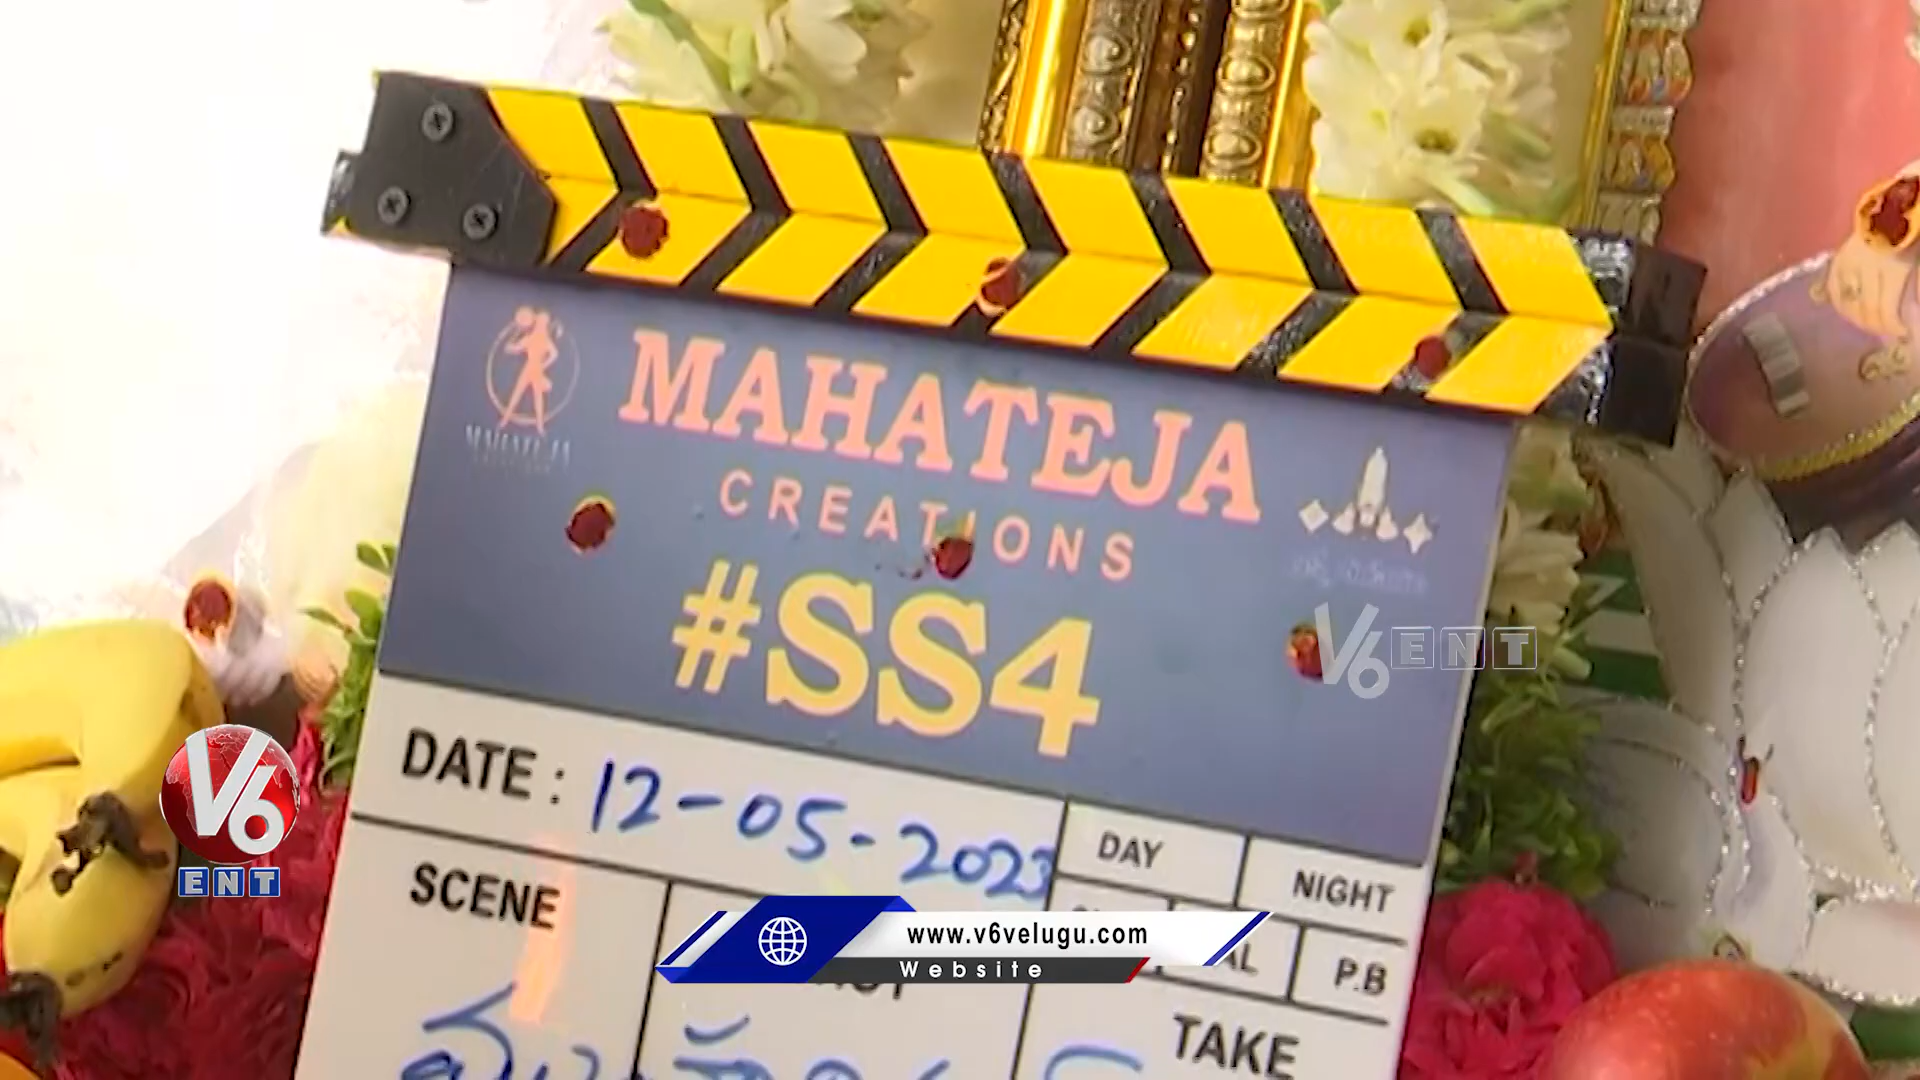 MAHATEJA
CREATIONS
MAHATEJA
#SS4
V6 ENT
DATE : 12-05-2023
DAY
NIGHT
V6
ENT
SCENE
P.B
www.v6velugu.com
Website
TAKE